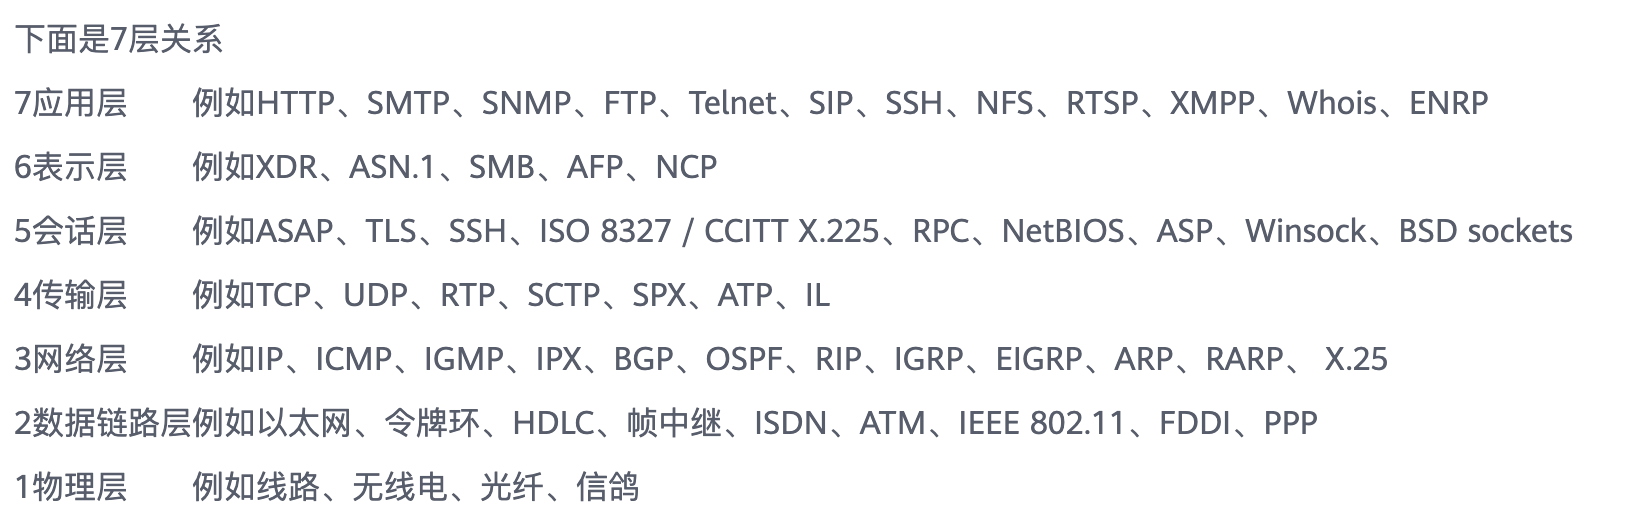 下面是7层关系
7应用层 例如HTTP、SMTP、SNMP、FTP、Telnet、SIP、SSH、NFS、RTSP、XMPP、Whois、ENRP
6表示层 例如XDR、ASN.1、SMB、AFP、NCP
5会话层 例如ASAP、TLS、SSH、ISO 8327 / CCITT X.225、RPC、NetBIOS、ASP、Winsock、BSD sockets
4传输层 例如TCP、UDP、RTP、SCTP、SPX、ATP、IL
3网络层 例如IP、ICMP、IGMP、IPX、BGP、OSPF、RIP、IGRP、EIGRP、ARP、RARP、 X.25
2数据链路层例如以太网、令牌环、HDLC、帧中继、ISDN、ATM、IEEE 802.11、FDDI、PPP
1物理层 例如线路、无线电、光纤、信鸽